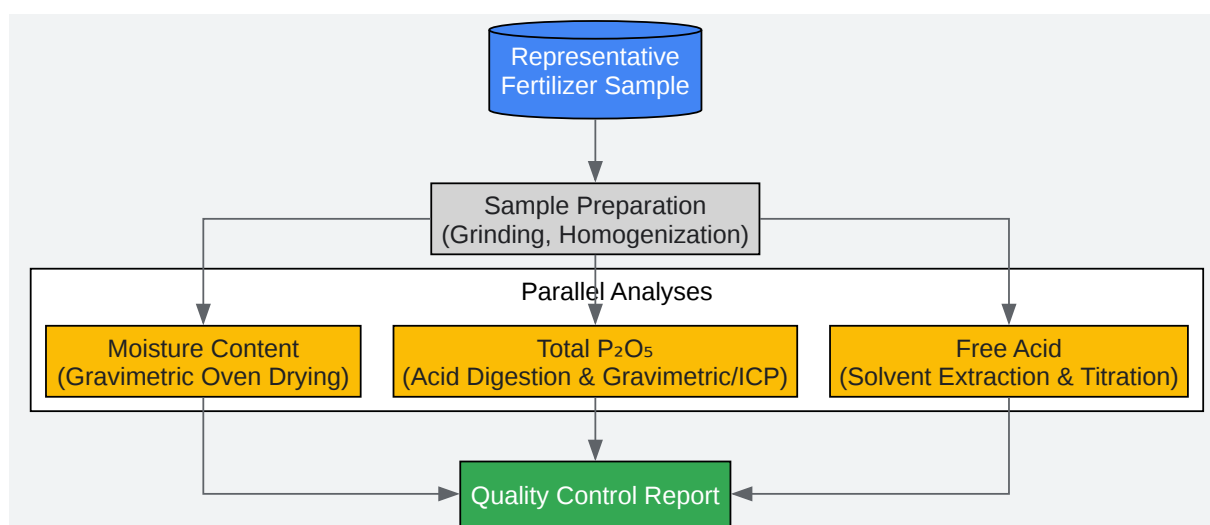 Representative
Fertilizer Sample
Sample Preparation
(Grinding, Homogenization)
Parallel Analyses
Moisture Content
(Gravimetric Oven Drying)
Total P₂O₅
(Acid Digestion & Gravimetric/ICP)
Free Acid
(Solvent Extraction & Titration)
Quality Control Report